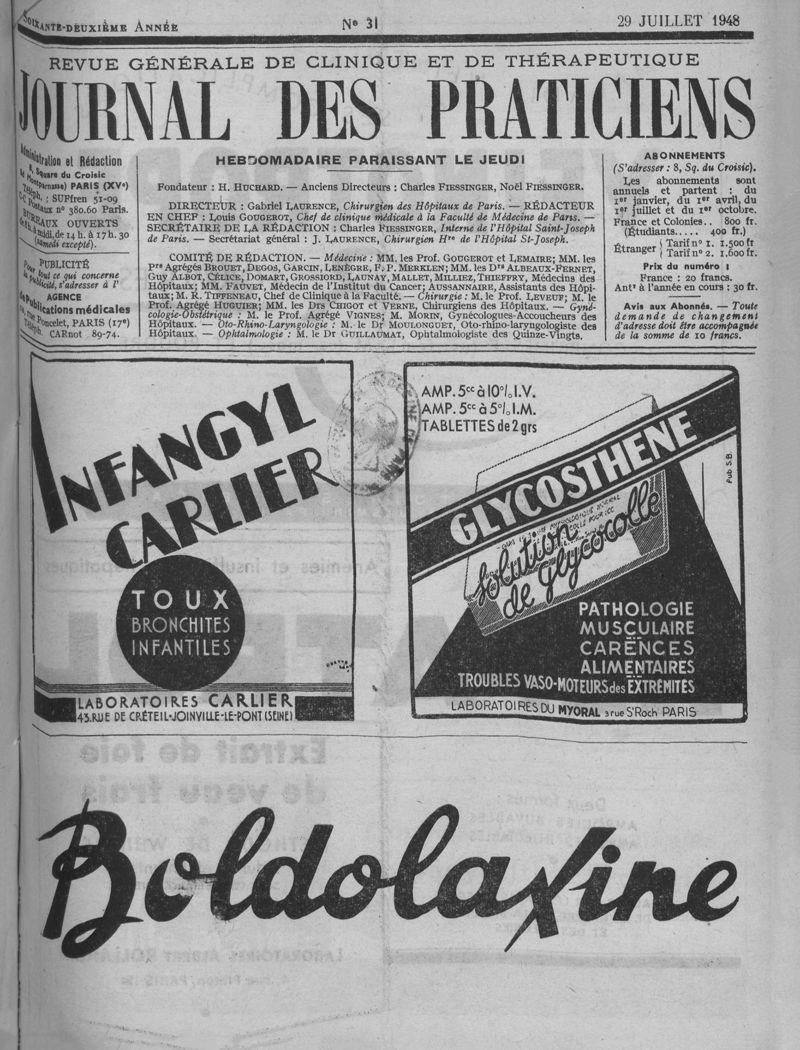 SOIXANTE-DEUXIÈME ANNÉE
Nº 31
29 JUILLET 1948
REVUE GÉNÉRALE DE CLINIQUE ET DE THÉRAPEUTIQUE
JOURNAL DES PRATICIENS
Administration et Rédaction
8, Square du Croisic
(Montparnasse) PARIS (XVe)
Téléph. : SUFfren 51-09
C.C. Postaux nº 380.60 Paris.
BUREAUX OUVERTS
midi, de 14 h. à 17 h. 30
(samedi excepté).
PUBLICITÉ
Pour tout ce qui concerne
la Publicité, s'adresser à l'
AGENCE
de Publications médicales
Poncelet, PARIS (17e)
Téléph. CARnot 89-74.
HEBDOMADAIRE PARAISSANT LE JEUDI
Fondateur : H. HUCHARD. — Anciens Directeurs : Charles FIESSINGER, Noël FIESSINGER.
DIRECTEUR : Gabriel LAURENCE, Chirurgien des Hôpitaux de Paris. — RÉDACTEUR
EN CHEF : Louis GOUGEROT, Chef de clinique médicale à la Faculté de Médecine de Paris. —
SECRÉTAIRE DE LA RÉDACTION : Charles FIESSINGER, Interne de l'Hôpital Saint-Joseph
de Paris. — Secrétariat général : J. LAURENCE, Chirurgien Hre de l'Hôpital St-Joseph.
COMITÉ DE RÉDACTION. — Médecine : MM. les Prof. GOUGEROT et LEMAIRE; MM. les
Prs Agrégés BROUET, DEGOS, GARCIN, LENÈGRE, F. P. MERKLEN; MM. les Drs ALBEAUX-FERNET,
Guy ALBOT, CÉLICE, DOMART, GROSSIORD, LAUNAY, MALLET, MILLIEZ, THIEFFRY, Médecins des
Hôpitaux; MM. FAUVET, Médecin de l'Institut du Cancer; AUSSANNAIRE, Assistants des Hôpi-
taux; M. R. TIFFENEAU, Chef de Clinique à la Faculté. — Chirurgie : M. le Prof. LEVEUF; M. le
Prof. Agrégé HUGUIER; MM. les Drs CHIGOT et VERNE, Chirurgiens des Hôpitaux. — Gyné-
cologie-Obstétrique : M. le Prof. Agrégé VIGNES; M. MORIN, Gynécologues-Accoucheurs des
Hôpitaux. — Oto-Rhino-Laryngologie : M. le Dr MOULONGUET, Oto-rhino-laryngologiste des
Hôpitaux. — Ophtalmologie : M. le Dr GUILLAUMAT, Ophtalmologiste des Quinze-Vingts.
ABONNEMENTS
(S'adresser : 8, Sq. du Croisic).
Les abonnements sont
annuels et partent : du
1er janvier, du 1er avril, du
1er juillet et du 1er octobre.
France et Colonies.. 800 fr.
(Étudiants..... 400 fr.)
Étranger { Tarif nº 1. 1.500 fr
Tarif nº 2. 1.600 fr.
Prix du numéro :
France : 20 francs.
Antr à l'année en cours : 30 fr.
Avis aux Abonnés. — Toute
demande de changement
d'adresse doit être accompagnée
de la somme de 10 francs.
INFANGYL
CARLIER
TOUX
BRONCHITES
INFANTILES
LABORATOIRES CARLIER
43, RUE DE CRÉTEIL-JOINVILLE-LE-PONT (SEINE)
AMP. 5cc à 10% I.V.
AMP. 5cc à 5% I.M.
TABLETTES de 2 grs
Pub S.B.
GLYCOSTHENE
Solution
de glycocolle
PATHOLOGIE
MUSCULAIRE
CARENCES
ALIMENTAIRES
TROUBLES VASO-MOTEURS des EXTRÉMITÉS
LABORATOIRES DU MYORAL 3 rue St Roch PARIS
Boldolaxine